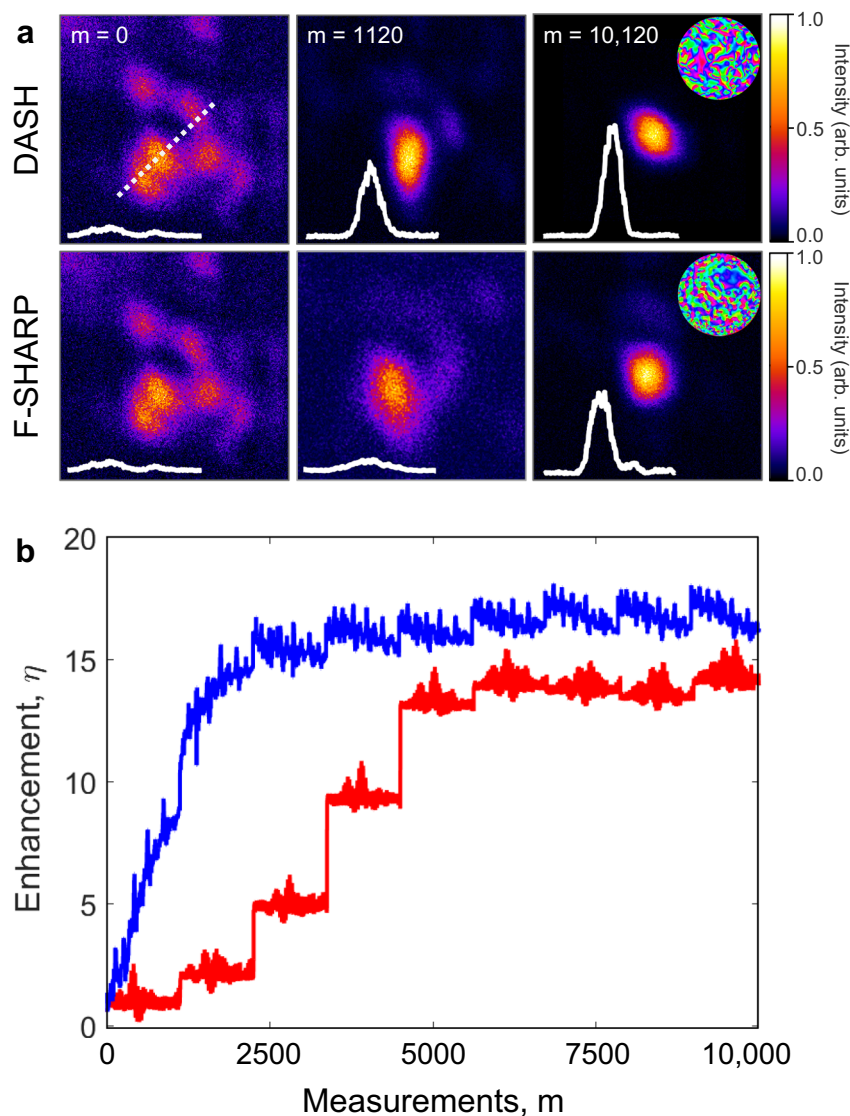 a
m = 0
m = 1120
m = 10,120
DASH
1.0
0.5
0.0
Intensity (arb. units)
F-SHARP
1.0
0.5
0.0
Intensity (arb. units)
b
20
15
10
5
0
Enhancement, η
0
2500
5000
7500
10,000
Measurements, m